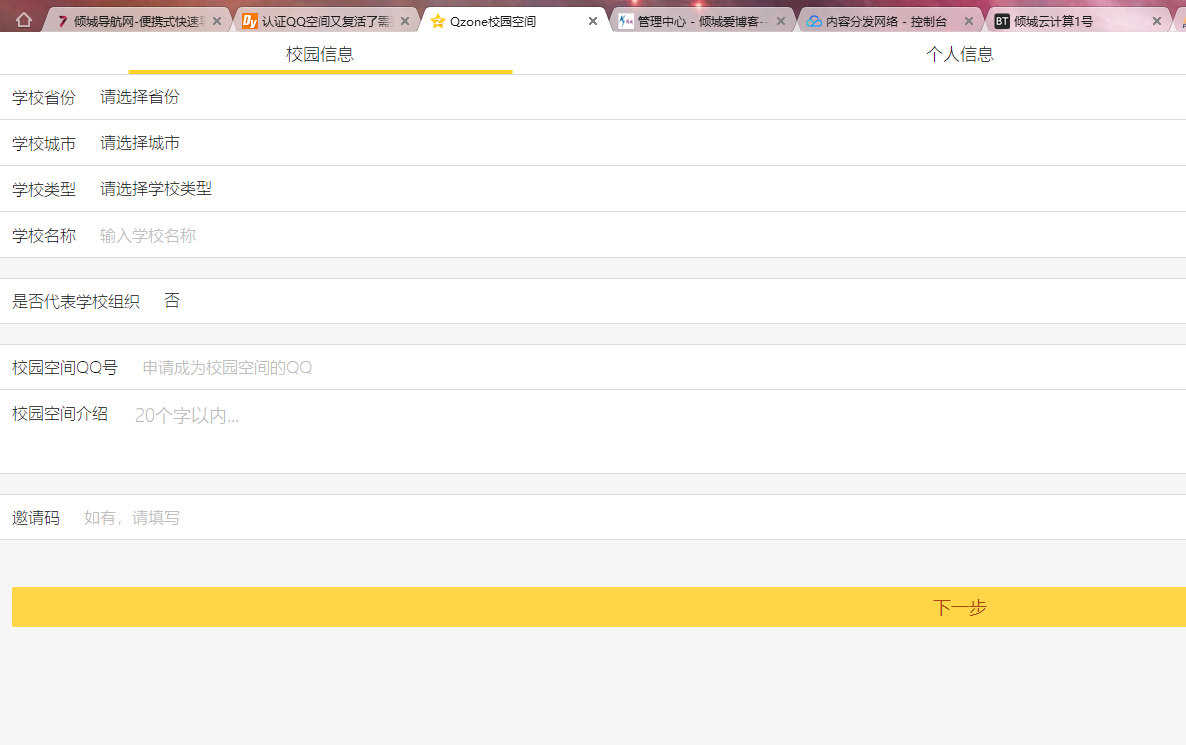 倾城导航网-便携式快速导
Dy 认证QQ空间又复活了需
Qzone校园空间
管理中心 - 倾城爱博客-
内容分发网络 - 控制台
BT 倾城云计算1号
校园信息 个人信息
学校省份 请选择省份
学校城市 请选择城市
学校类型 请选择学校类型
学校名称 输入学校名称
是否代表学校组织 否
校园空间QQ号 申请成为校园空间的QQ
校园空间介绍 20个字以内...
邀请码 如有，请填写
下一步